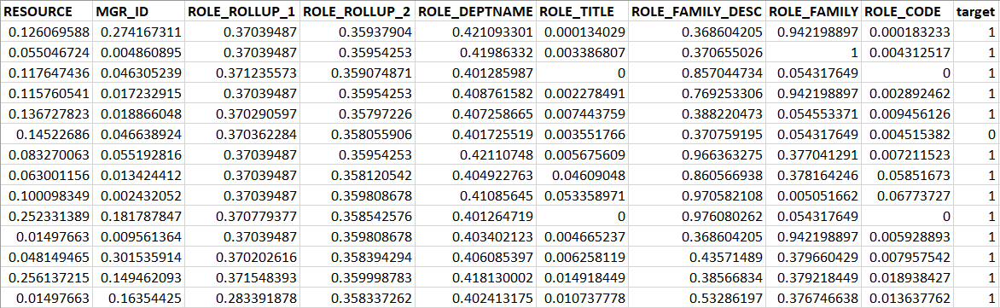 RESOURCE MGR_ID ROLE_ROLLUP_1 ROLE_ROLLUP_2 ROLE_DEPTNAME ROLE_TITLE ROLE_FAMILY_DESC ROLE_FAMILY ROLE_CODE target
0.126069588 0.274167311 0.37039487 0.35937904 0.421093301 0.000134029 0.368604205 0.942198897 0.000183233 1
0.055046724 0.004860895 0.37039487 0.35954253 0.41986332 0.003386807 0.370655026 1 0.004312517 1
0.117647436 0.046305239 0.371235573 0.359074871 0.401285987 0 0.857044734 0.054317649 0 1
0.115760541 0.017232915 0.37039487 0.35954253 0.408761582 0.002278491 0.769253306 0.942198897 0.002892462 1
0.136727823 0.018866048 0.370290597 0.35797226 0.407258665 0.007443759 0.388220473 0.054553371 0.009456126 1
0.14522686 0.046638924 0.370362284 0.358055906 0.401725519 0.003551766 0.370759195 0.054317649 0.004515382 0
0.083270063 0.055192816 0.37039487 0.35954253 0.42110748 0.005675609 0.966363275 0.377041291 0.007211523 1
0.063001156 0.013424412 0.37039487 0.358120542 0.404922763 0.04609048 0.860566938 0.378164246 0.05851673 1
0.100098349 0.002432052 0.37039487 0.359808678 0.41085645 0.053358971 0.970582108 0.005051662 0.06773727 1
0.252331389 0.181787847 0.370779377 0.358542576 0.401264719 0 0.976080262 0.054317649 0 1
0.01497663 0.009561364 0.37039487 0.359808678 0.403402123 0.004665237 0.368604205 0.942198897 0.005928893 1
0.048149465 0.301535914 0.370202616 0.358394294 0.406085397 0.006258119 0.43571489 0.379660429 0.007957542 1
0.256137215 0.149462093 0.371548393 0.359998783 0.418130002 0.014918449 0.38566834 0.379218449 0.018938427 1
0.01497663 0.16354425 0.283391878 0.358337262 0.402413175 0.010737778 0.53286197 0.376746638 0.013637762 1